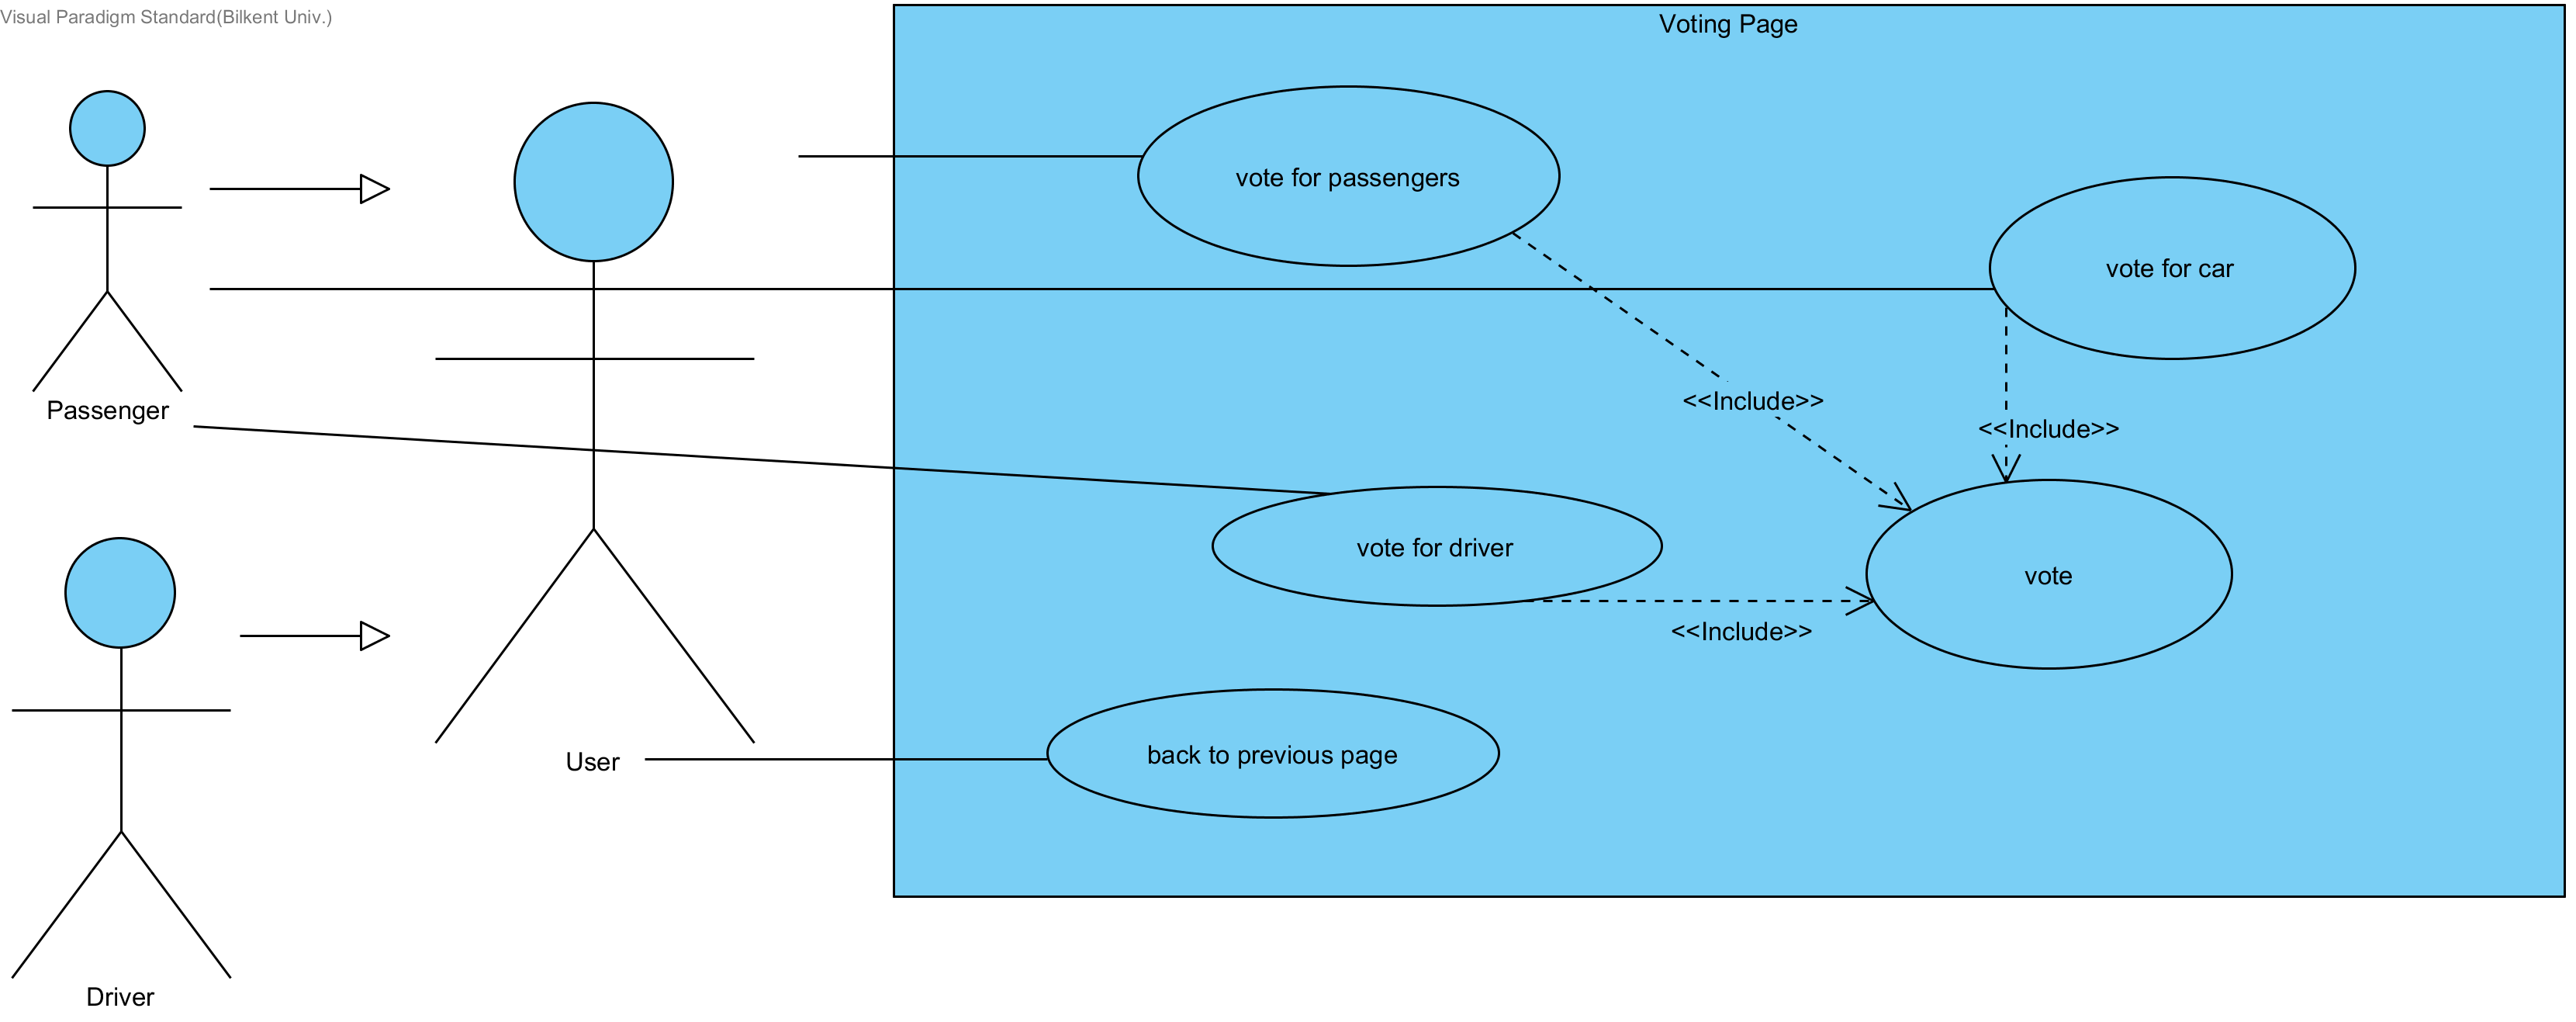 Visual Paradigm Standard(Bilkent Univ.)
Voting Page
vote for passengers
vote for car
<<Include>>
Passenger
<<Include>>
vote for driver
vote
<<Include>>
back to previous page
User
Driver